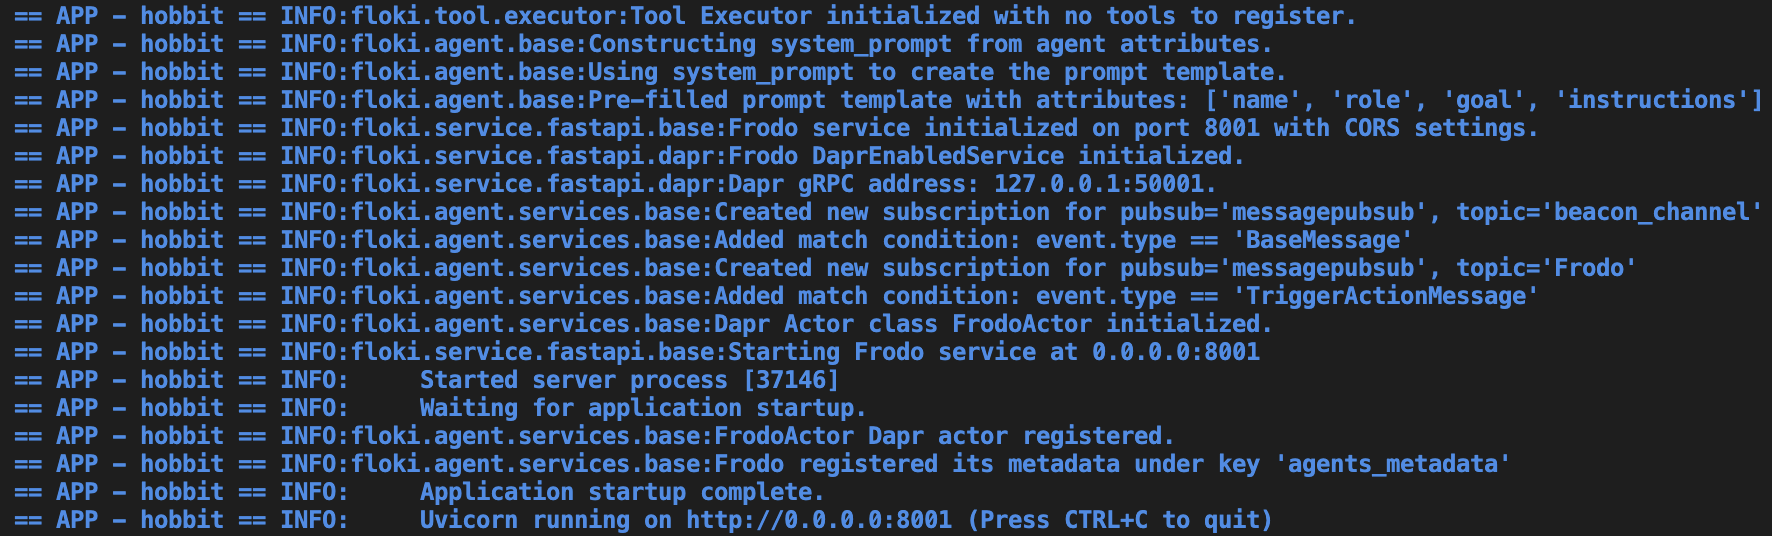 == APP - hobbit == INFO:floki.tool.executor:Tool Executor initialized with no tools to register.
== APP - hobbit == INFO:floki.agent.base:Constructing system_prompt from agent attributes.
== APP - hobbit == INFO:floki.agent.base:Using system_prompt to create the prompt template.
== APP - hobbit == INFO:floki.agent.base:Pre-filled prompt template with attributes: ['name', 'role', 'goal', 'instructions']
== APP - hobbit == INFO:floki.service.fastapi.base:Frodo service initialized on port 8001 with CORS settings.
== APP - hobbit == INFO:floki.service.fastapi.dapr:Frodo DaprEnabledService initialized.
== APP - hobbit == INFO:floki.service.fastapi.dapr:Dapr gRPC address: 127.0.0.1:50001.
== APP - hobbit == INFO:floki.agent.services.base:Created new subscription for pubsub='messagepubsub', topic='beacon_channel'
== APP - hobbit == INFO:floki.agent.services.base:Added match condition: event.type == 'BaseMessage'
== APP - hobbit == INFO:floki.agent.services.base:Created new subscription for pubsub='messagepubsub', topic='Frodo'
== APP - hobbit == INFO:floki.agent.services.base:Added match condition: event.type == 'TriggerActionMessage'
== APP - hobbit == INFO:floki.agent.services.base:Dapr Actor class FrodoActor initialized.
== APP - hobbit == INFO:floki.service.fastapi.base:Starting Frodo service at 0.0.0.0:8001
== APP - hobbit == INFO:     Started server process [37146]
== APP - hobbit == INFO:     Waiting for application startup.
== APP - hobbit == INFO:floki.agent.services.base:FrodoActor Dapr actor registered.
== APP - hobbit == INFO:floki.agent.services.base:Frodo registered its metadata under key 'agents_metadata'
== APP - hobbit == INFO:     Application startup complete.
== APP - hobbit == INFO:     Uvicorn running on http://0.0.0.0:8001 (Press CTRL+C to quit)